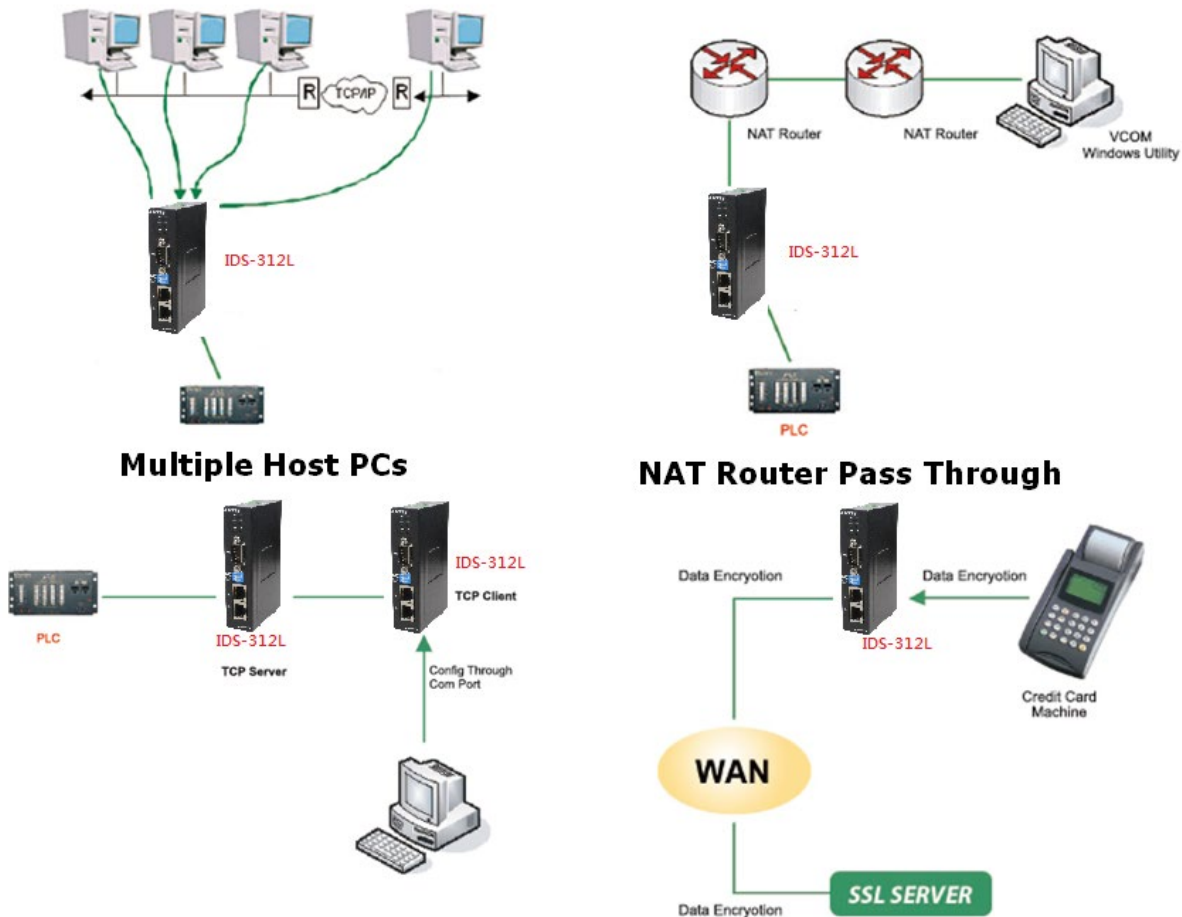 R
TCP/IP
R
IDS-312L
Multiple Host PCs
NAT Router
NAT Router
VCOM
Windows Utility
IDS-312L
PLC
NAT Router Pass Through
PLC
IDS-312L
TCP Server
IDS-312L
TCP Client
Config Through
Com Port
Data Encryotion
Data Encryotion
IDS-312L
Credit Card
Machine
WAN
Data Encryotion
SSL SERVER